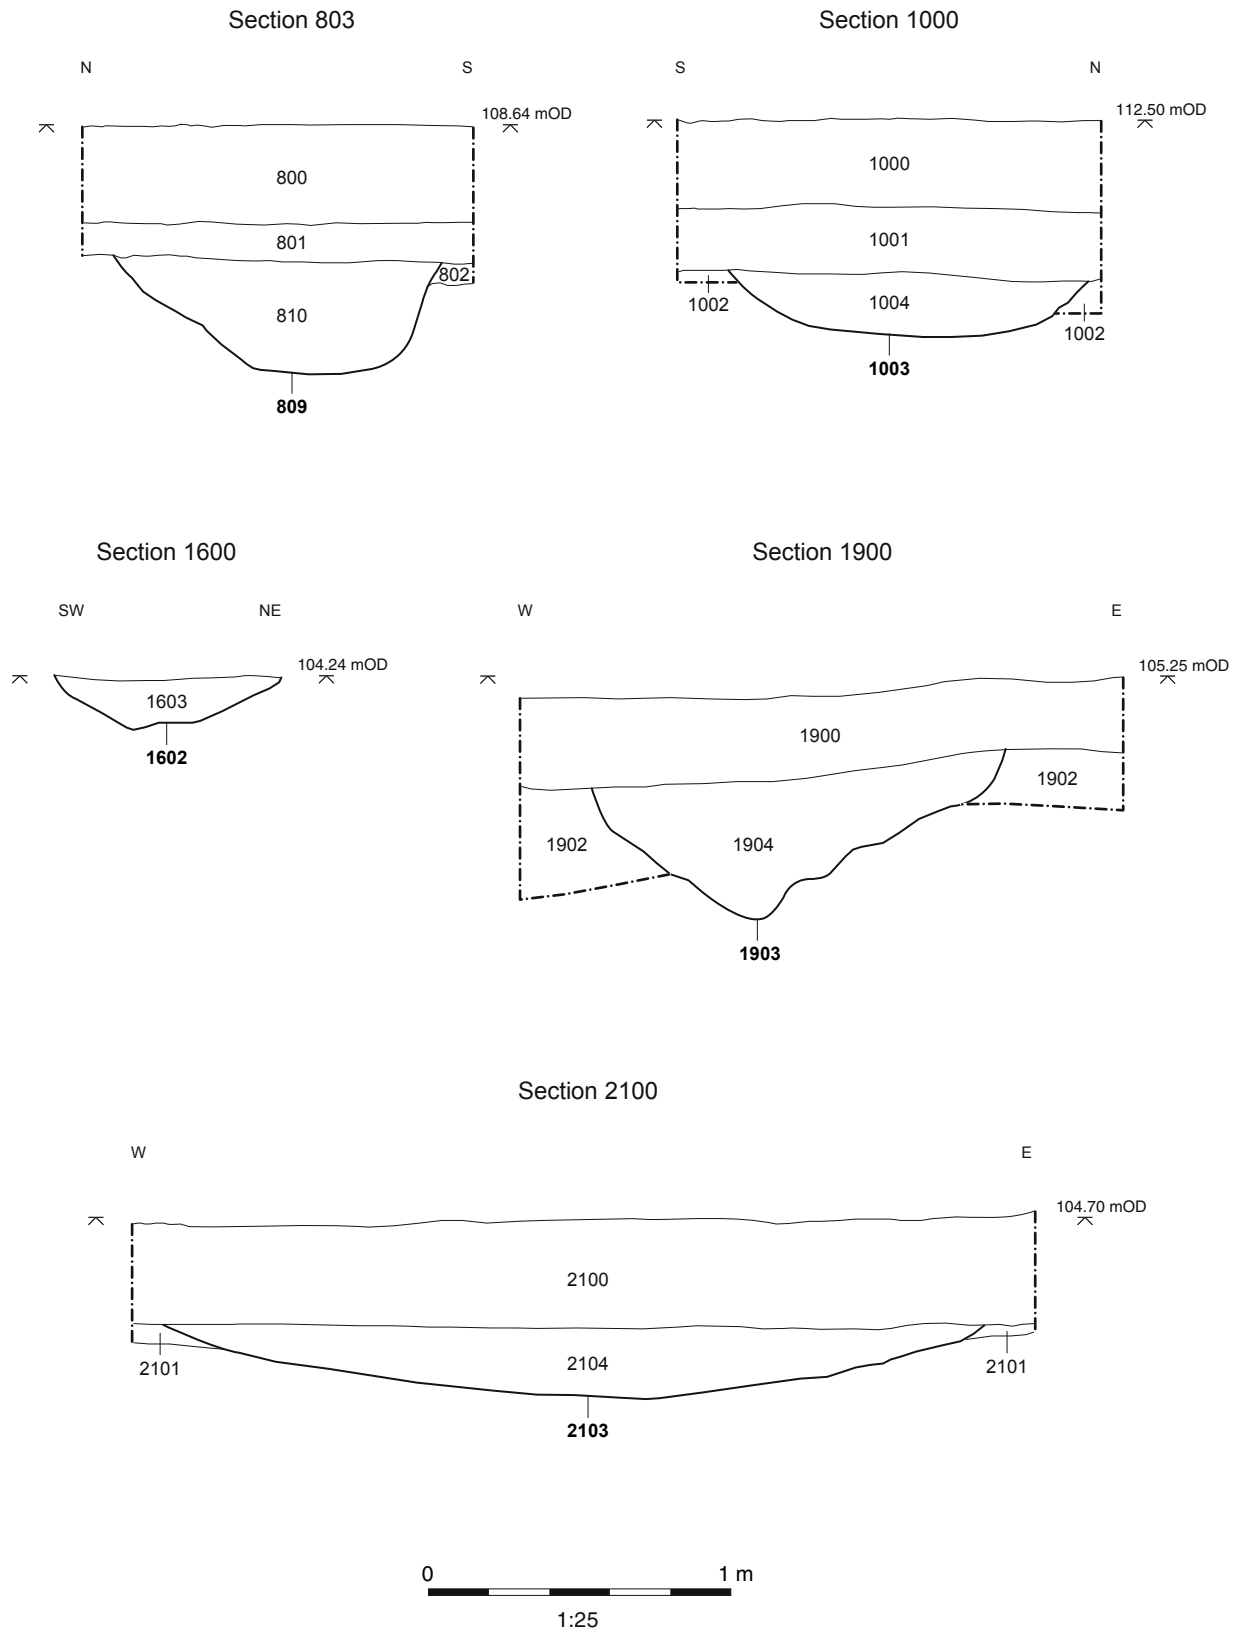 Section 803
Section 1000
N S
S N
108.64 mOD
112.50 mOD
800
1000
801
1001
802
810
1002
1004
1002
1003
809
Section 1600
Section 1900
SW NE
W E
104.24 mOD
105.25 mOD
1603
1602
1900
1902
1902
1904
1903
Section 2100
W E
104.70 mOD
2100
2101
2104
2101
2103
0 1 m
1:25